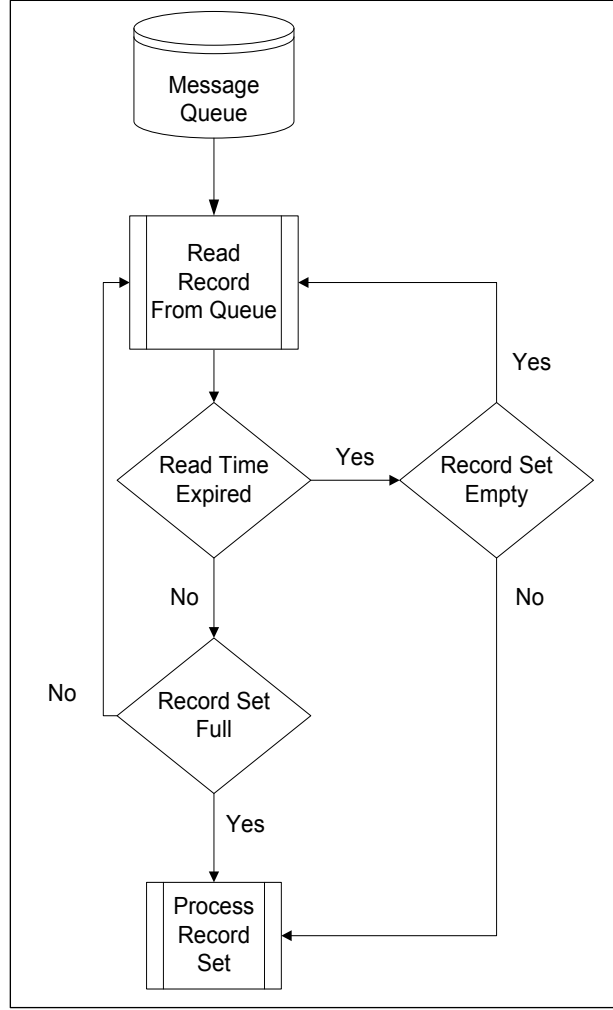 Message
Queue
Read
Record
From Queue
Yes
Read Time
Expired
Yes
Record Set
Empty
No
No
No
Record Set
Full
Yes
Process
Record
Set